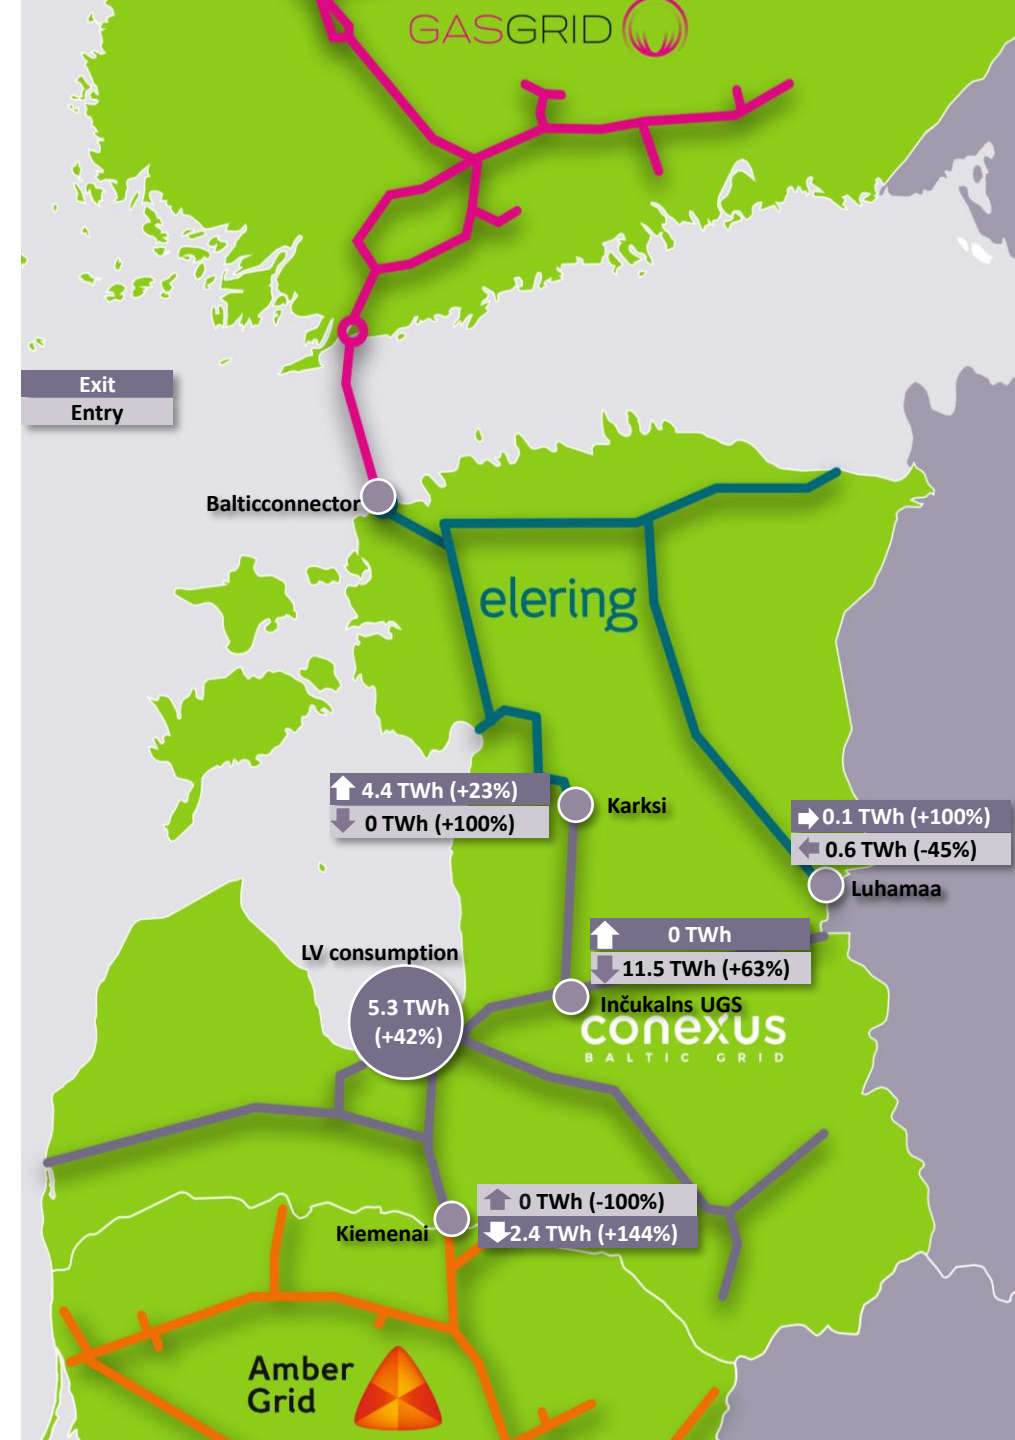 GASGRID
Exit
Entry
Balticconnector
elering
4.4 TWh (+23%)
0 TWh (+100%)
Karksi
0.1 TWh (+100%)
0.6 TWh (-45%)
Luhamaa
0 TWh
11.5 TWh (+63%)
LV consumption
5.3 TWh
(+42%)
Inčukalns UGS
conexus
BALTIC GRID
0 TWh (-100%)
2.4 TWh (+144%)
Kiemenai
Amber
Grid